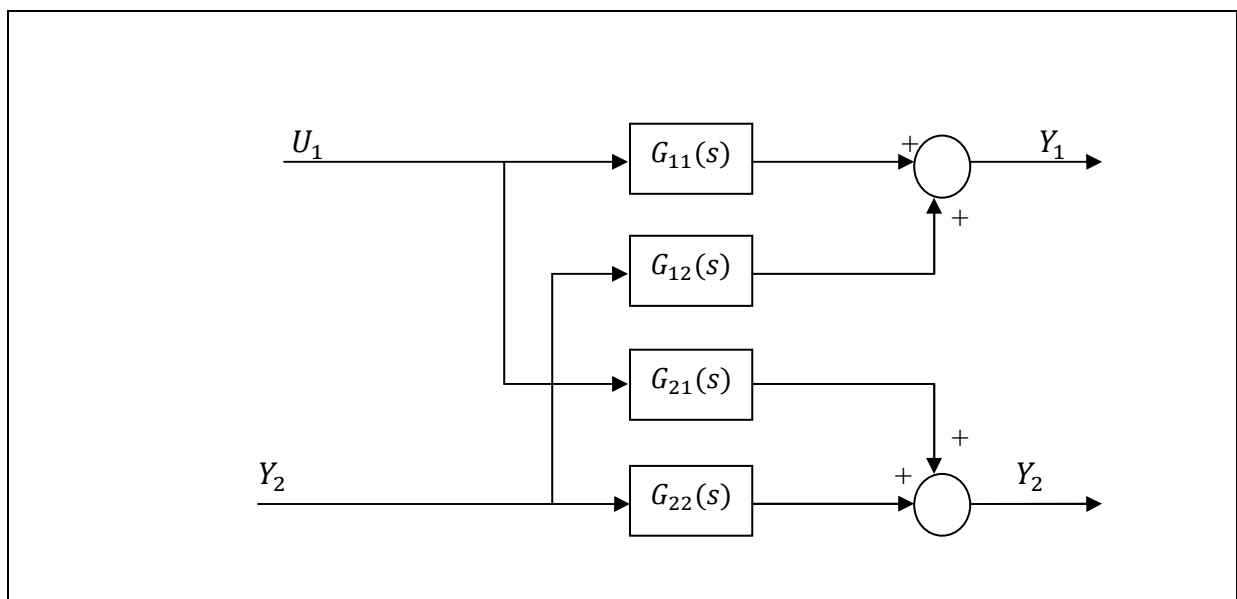 U₁
G₁₁(s)
+
Y₁
+
G₁₂(s)
G₂₁(s)
+
Y₂
G₂₂(s)
+
Y₂